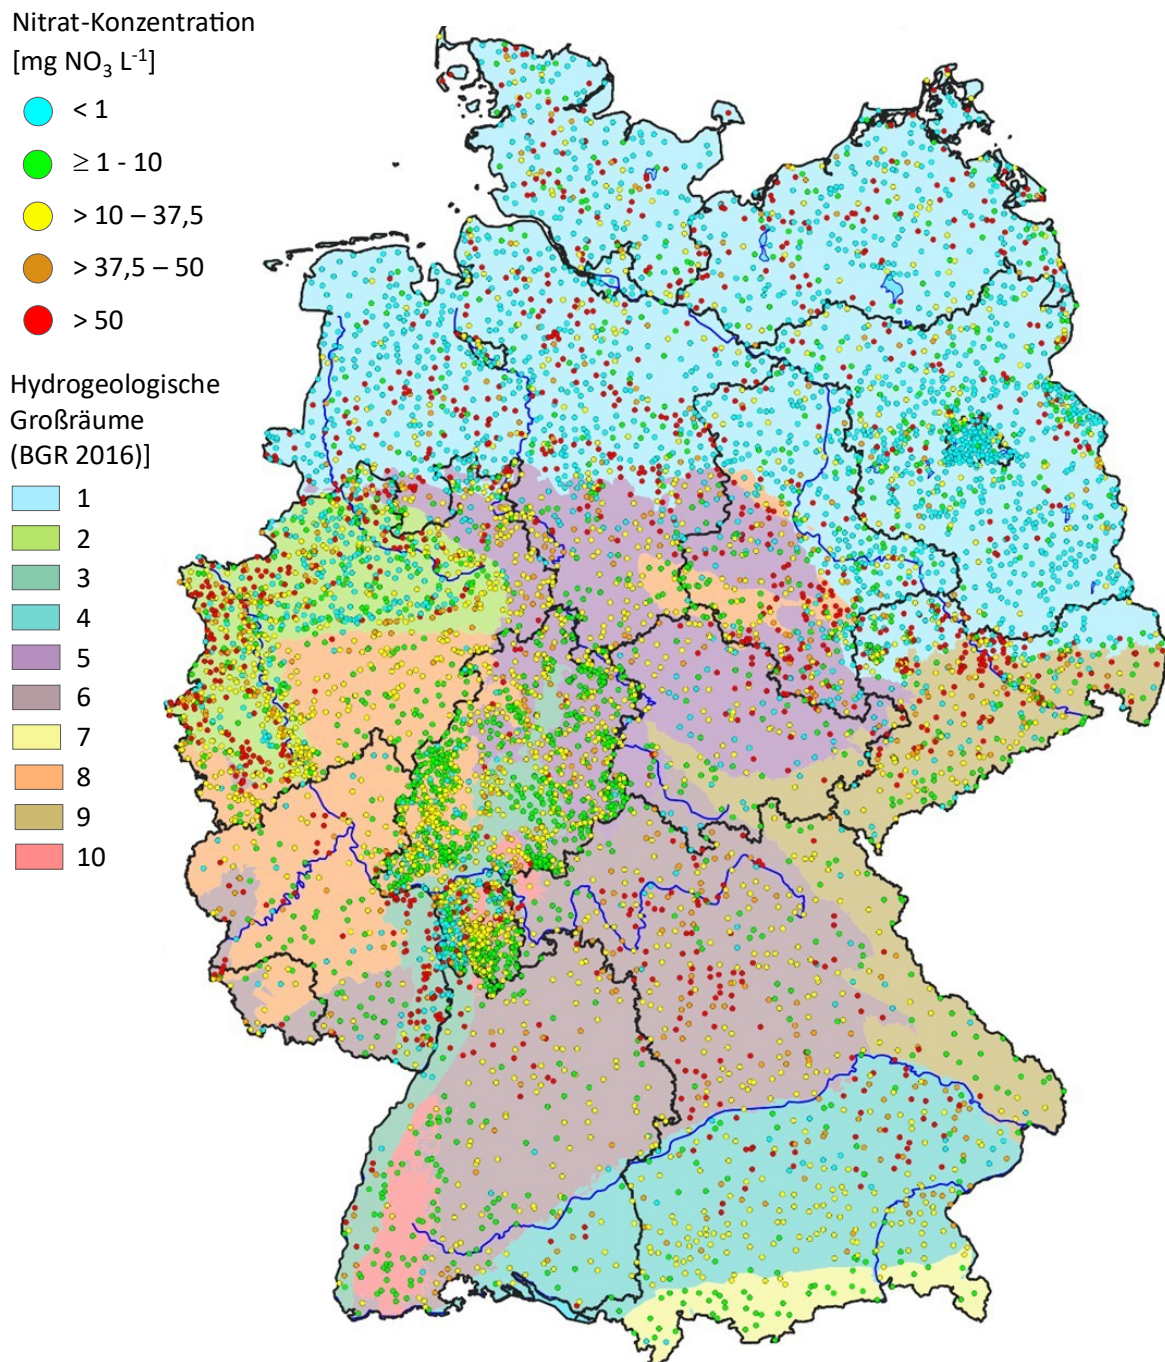 Nitrat-Konzentration
[mg NO₃ L⁻¹]
< 1
≥ 1 - 10
> 10 – 37,5
> 37,5 – 50
> 50
Hydrogeologische
Großräume
(BGR 2016)]
1
2
3
4
5
6
7
8
9
10